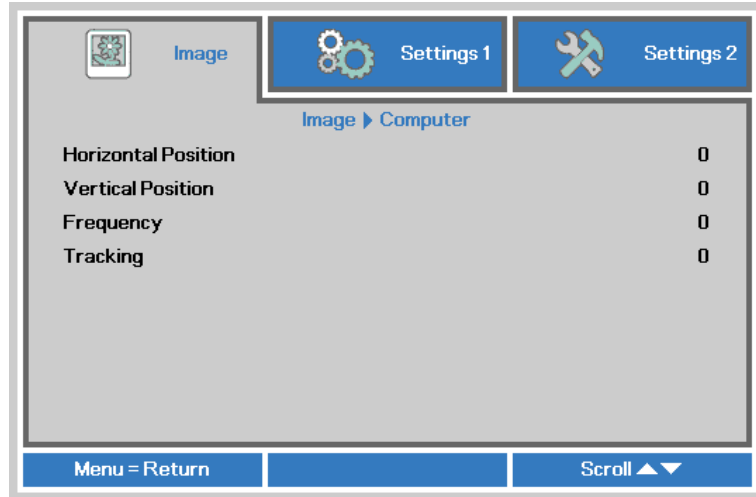 Image
Settings 1
Settings 2
Image ▶ Computer
Horizontal Position 0
Vertical Position 0
Frequency 0
Tracking 0
Menu = Return
Scroll ▲▼